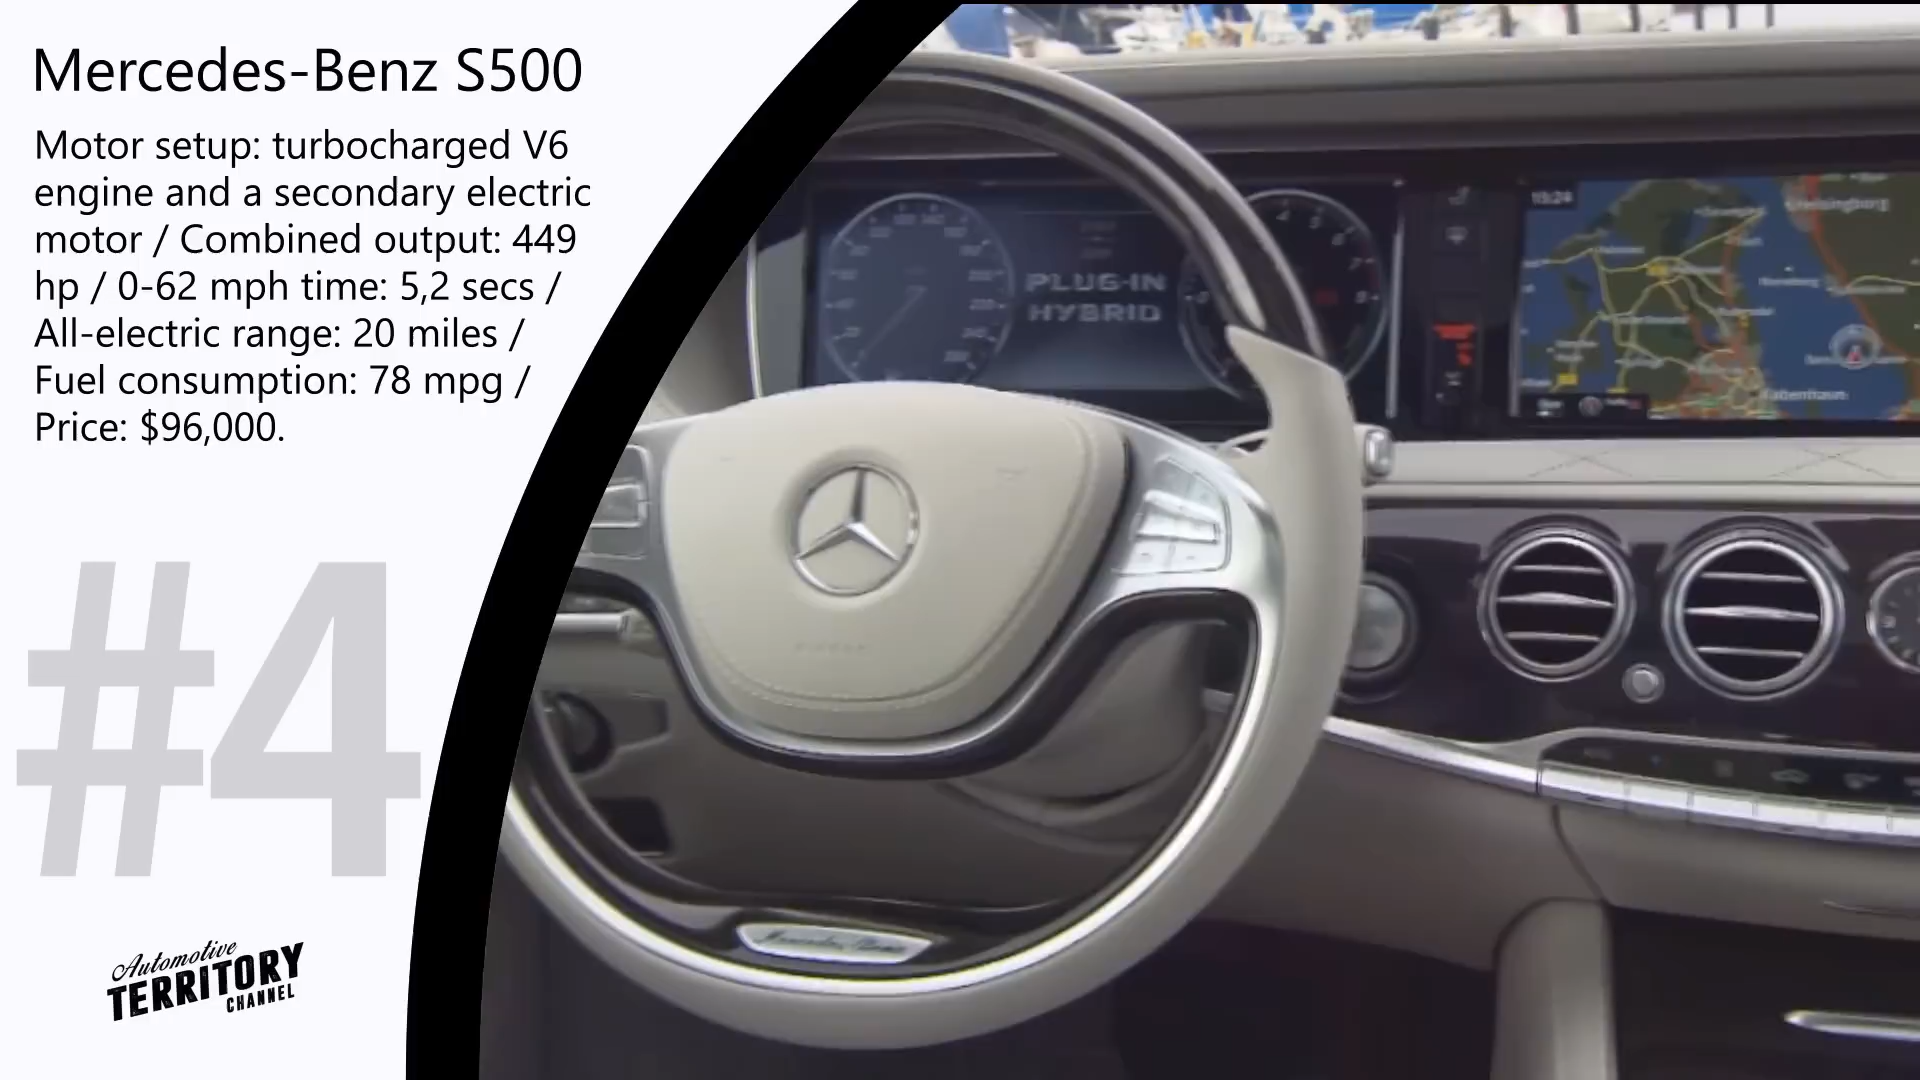 Mercedes-Benz S500
Motor setup: turbocharged V6
engine and a secondary electric
motor / Combined output: 449
hp / 0-62 mph time: 5,2 secs /
All-electric range: 20 miles /
Fuel consumption: 78 mpg /
Price: $96,000.
#4
Automotive
TERRITORY
CHANNEL
PLUG-IN
HYBRID
15:24